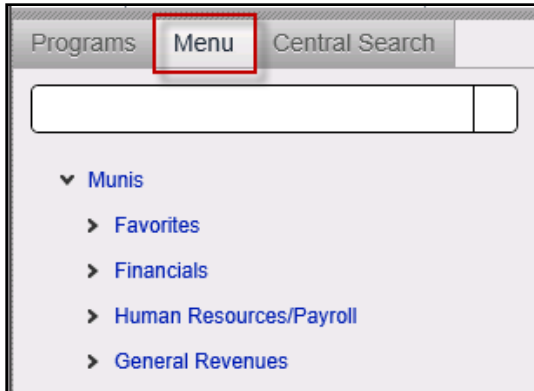 Programs Menu Central Search
Munis
Favorites
Financials
Human Resources/Payroll
General Revenues